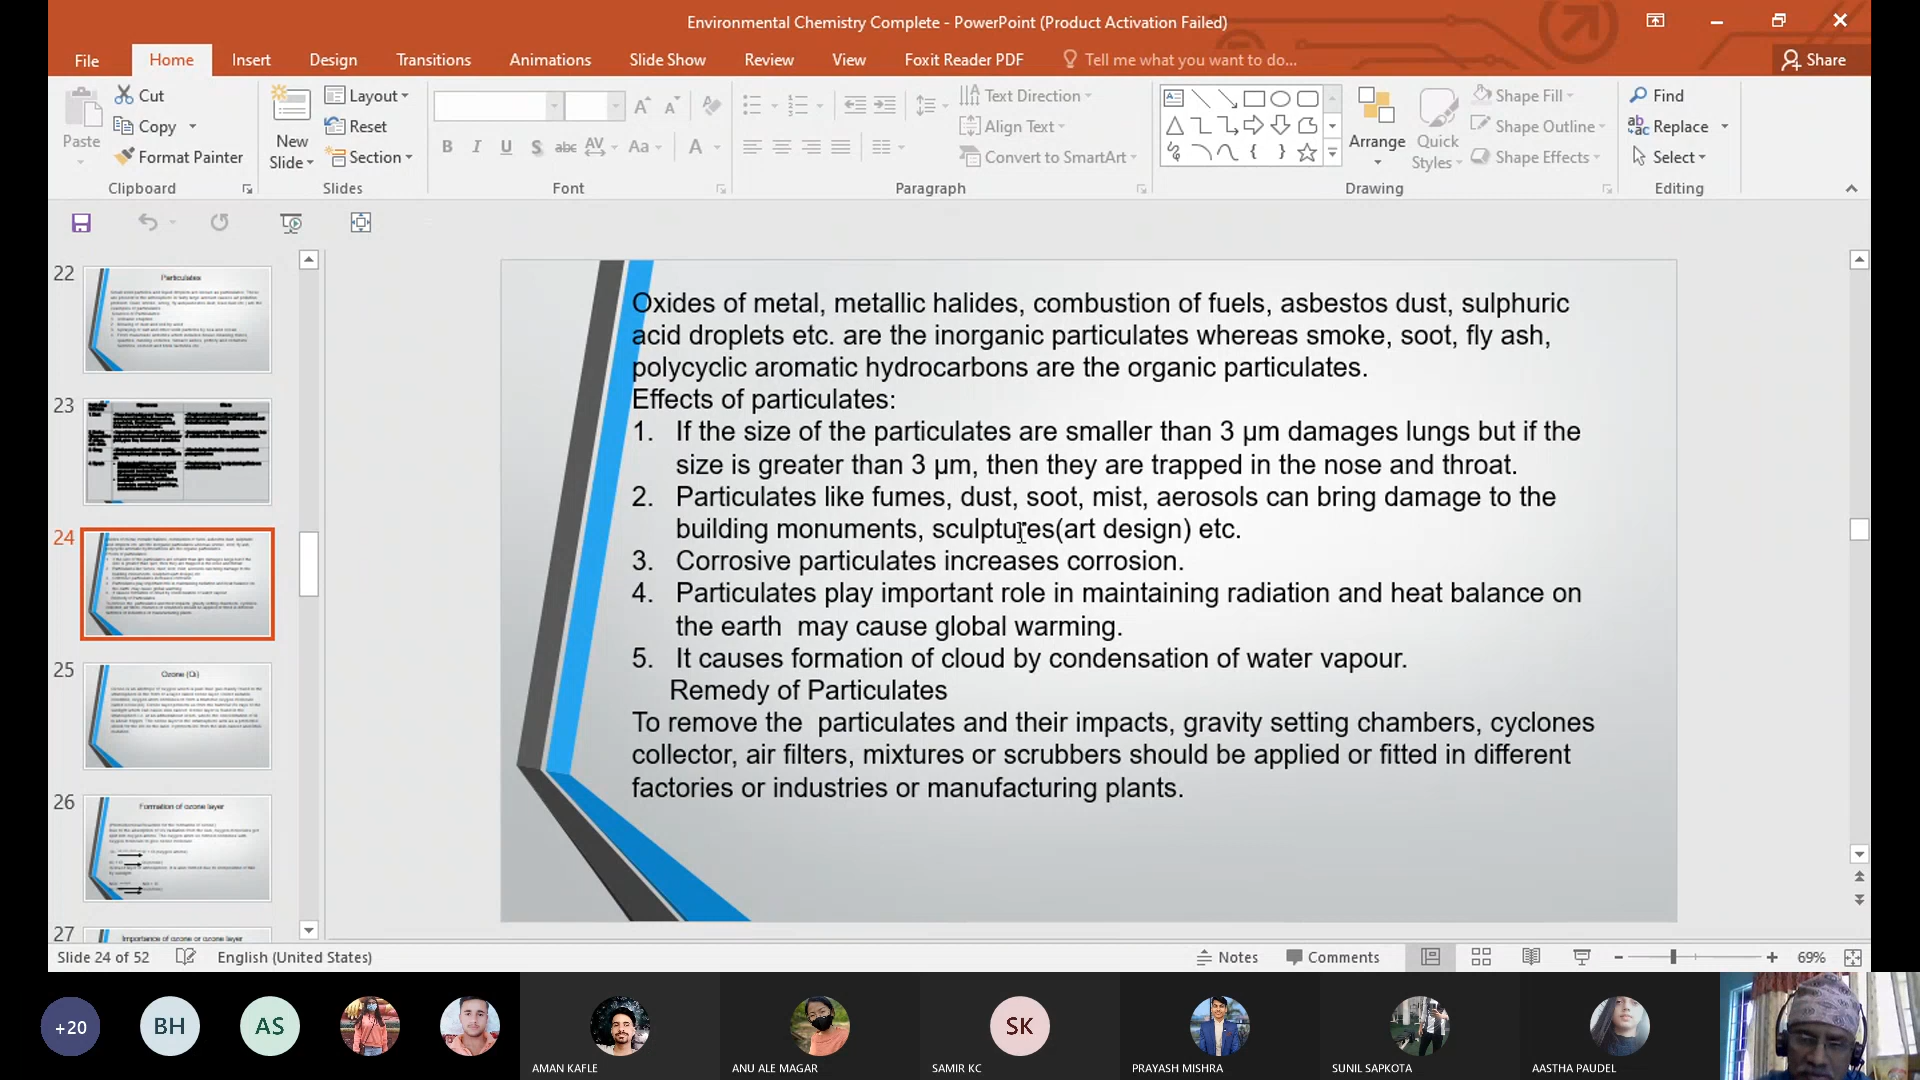 Environmental Chemistry Complete - PowerPoint (Product Activation Failed)
File Home Insert Design Transitions Animations Slide Show Review View Foxit Reader PDF Tell me what you want to do... Share
Cut
Copy
Format Painter
Paste
Clipboard
New
Slide
Layout
Reset
Section
Slides
B I U S abc AV Aa A
Font
Text Direction
Align Text
Convert to SmartArt
Paragraph
Arrange
Quick
Styles
Shape Fill
Shape Outline
Shape Effects
Drawing
Find
Replace
Select
Editing
22
Particulates
23
24
25
Ozone (O₃)
26
Formation of ozone layer
27
Importance of ozone or ozone layer
Oxides of metal, metallic halides, combustion of fuels, asbestos dust, sulphuric
acid droplets etc. are the inorganic particulates whereas smoke, soot, fly ash,
polycyclic aromatic hydrocarbons are the organic particulates.
Effects of particulates:
1. If the size of the particulates are smaller than 3 µm damages lungs but if the
size is greater than 3 µm, then they are trapped in the nose and throat.
2. Particulates like fumes, dust, soot, mist, aerosols can bring damage to the
building monuments, sculptures(art design) etc.
3. Corrosive particulates increases corrosion.
4. Particulates play important role in maintaining radiation and heat balance on
the earth  may cause global warming.
5. It causes formation of cloud by condensation of water vapour.
Remedy of Particulates
To remove the  particulates and their impacts, gravity setting chambers, cyclones
collector, air filters, mixtures or scrubbers should be applied or fitted in different
factories or industries or manufacturing plants.
Slide 24 of 52 English (United States) Notes Comments 69%
+20 BH AS SK
AMAN KAFLE ANU ALE MAGAR SAMIR KC PRAYASH MISHRA SUNIL SAPKOTA AASTHA PAUDEL